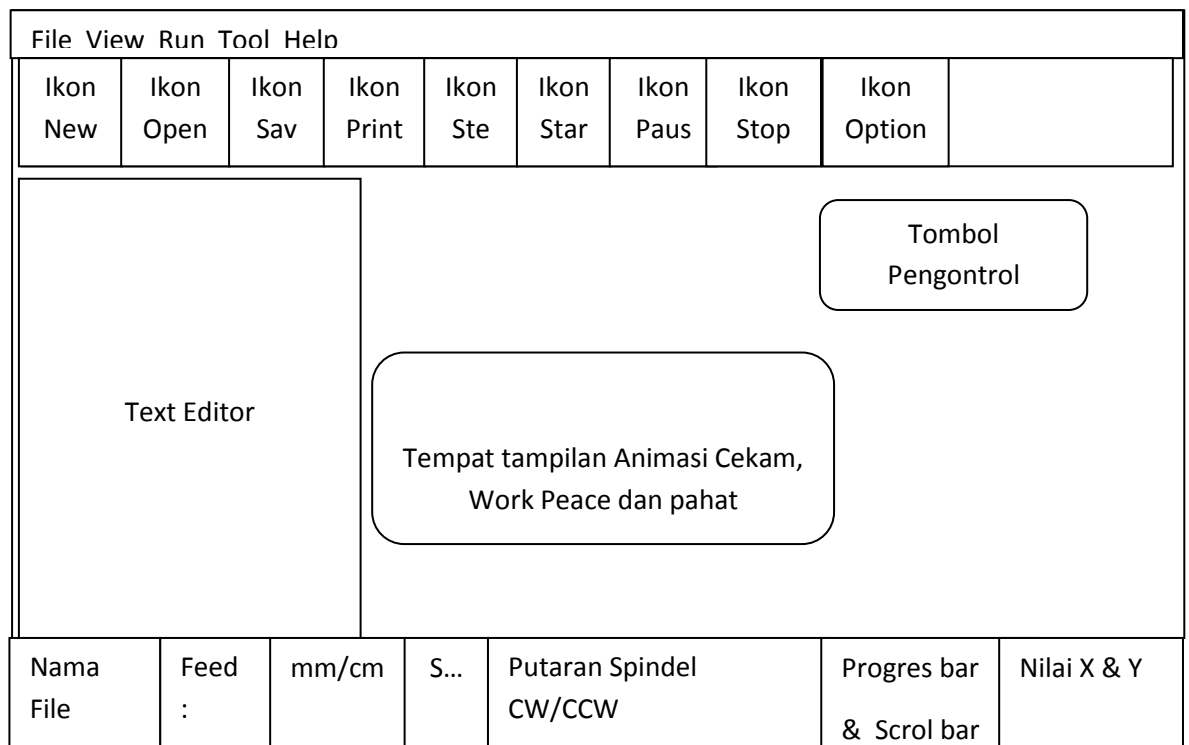 File View Run Tool Help
Ikon New
Ikon Open
Ikon Sav
Ikon Print
Ikon Ste
Ikon Star
Ikon Paus
Ikon Stop
Ikon Option
Tombol
Pengontrol
Text Editor
Tempat tampilan Animasi Cekam,
Work Peace dan pahat
Nama
File
Feed
:
mm/cm
S...
Putaran Spindel
CW/CCW
Progres bar
& Scrol bar
Nilai X & Y